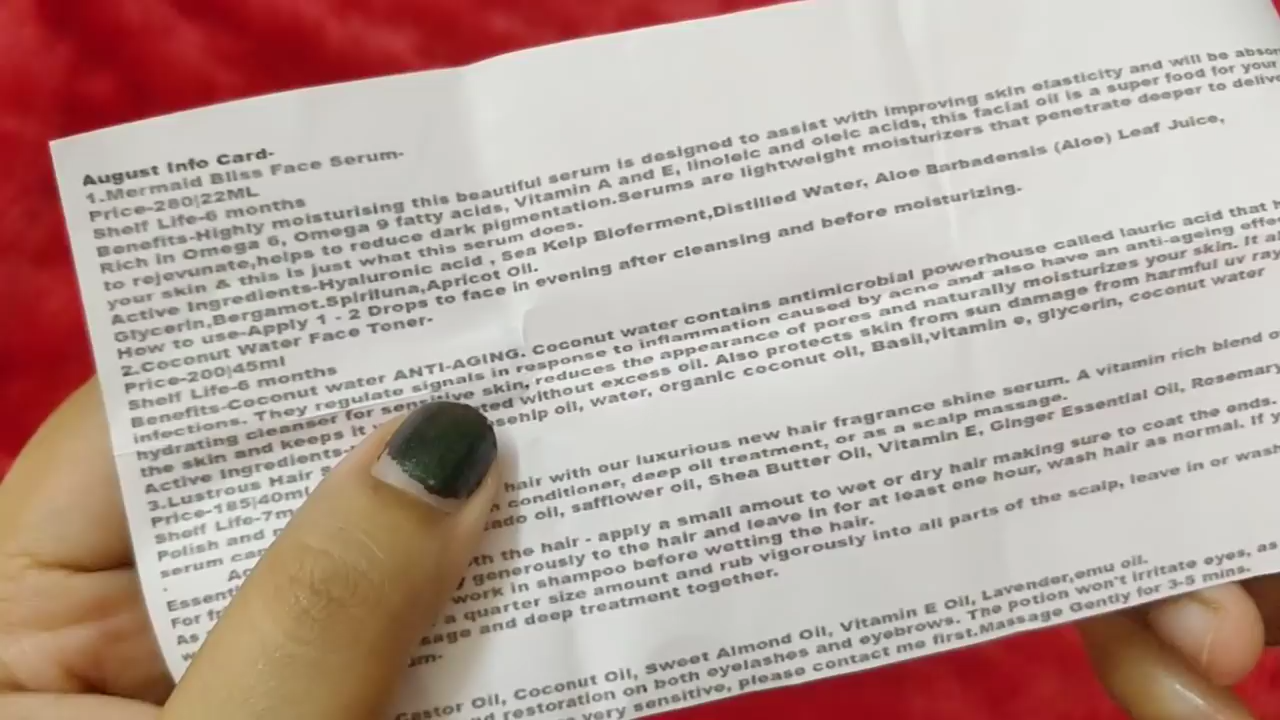 August Info Card-
1.Mermaid Bliss Face Serum-
Price-280|22ML
Shelf Life-6 months
Benefits-Highly moisturising this beautiful serum is designed to assist with improving skin elasticity and will be
Rich in Omega 6, Omega 9 fatty acids, Vitamin A and E, linoleic and oleic acids, this facial oil is a super food for your
to rejevunate,helps to reduce dark pigmentation.Serums are lightweight moisturizers that penetrate deeper to
your skin & this is just what this serum does.
Active Ingredients-Hyaluronic acid , Sea Kelp Bioferment,Distilled Water, Aloe Barbadensis (Aloe) Leaf Juice,
Glycerin,Bergamot.Spiriluna,Apricot Oil.
How to use-Apply 1 - 2 Drops to face in evening after cleansing and before moisturizing.
2.Coconut Water Face Toner-
Price-200|45ml
Shelf Life-6 months
Benefits-Coconut water ANTI-AGING. Coconut water contains antimicrobial powerhouse called lauric acid that
infections. They regulate signals in response to inflammation caused by acne and also have an anti-ageing
hydrating cleanser for sensitive skin, reduces the appearance of pores and naturally moisturizes your skin. It
the skin and keeps it without excess oil. Also protects skin from sun damage from harmful uv
Active Ingredients- oil, water, organic coconut oil, Basil,vitamin e, glycerin, coconut water
3.Lustrous Hair
Price-185|40m
Shelf Life-7m
Polish and hair with our luxurious new hair fragrance shine serum. A vitamin rich blend
serum conditioner, deep oil treatment, or as a scalp massage.
oil, safflower oil, Shea Butter Oil, Vitamin E, Ginger Essential Oil, Rosemary
For the hair - apply a small amout to wet or dry hair making sure to coat the ends.
As generously to the hair and leave in for at least one hour, wash hair as normal. If
work in shampoo before wetting the hair.
a quarter size amount and rub vigorously into all parts of the scalp, leave in or wash
and deep treatment together.
Castor Oil, Coconut Oil, Sweet Almond Oil, Vitamin E Oil, Lavender,emu oil.
restoration on both eyelashes and eyebrows. The potion won't irritate eyes, as
very sensitive, please contact me first.Massage Gently for 3-5 mins.